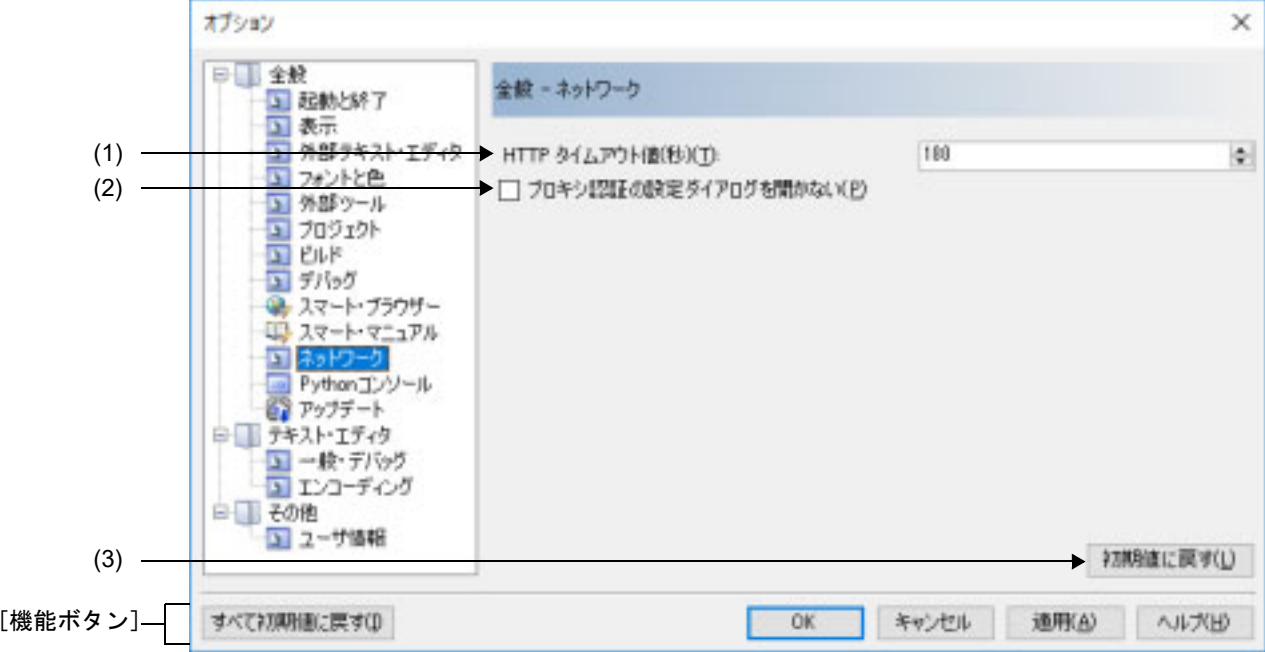 オプション
全般
起動と終了
表示
外部テキスト・エディタ
フォントと色
外部ツール
プロジェクト
ビルド
デバッグ
スマート・ブラウザー
スマート・マニュアル
ネットワーク
Pythonコンソール
アップデート
テキスト・エディタ
一般・デバッグ
エンコーディング
その他
ユーザ情報
全般 - ネットワーク
(1)
HTTP タイムアウト値(秒)(T):
180
(2)
プロキシ認証の設定ダイアログを開かない(P)
(3)
初期値に戻す(L)
[機能ボタン]
すべて初期値に戻す(I)
OK
キャンセル
適用(A)
ヘルプ(H)